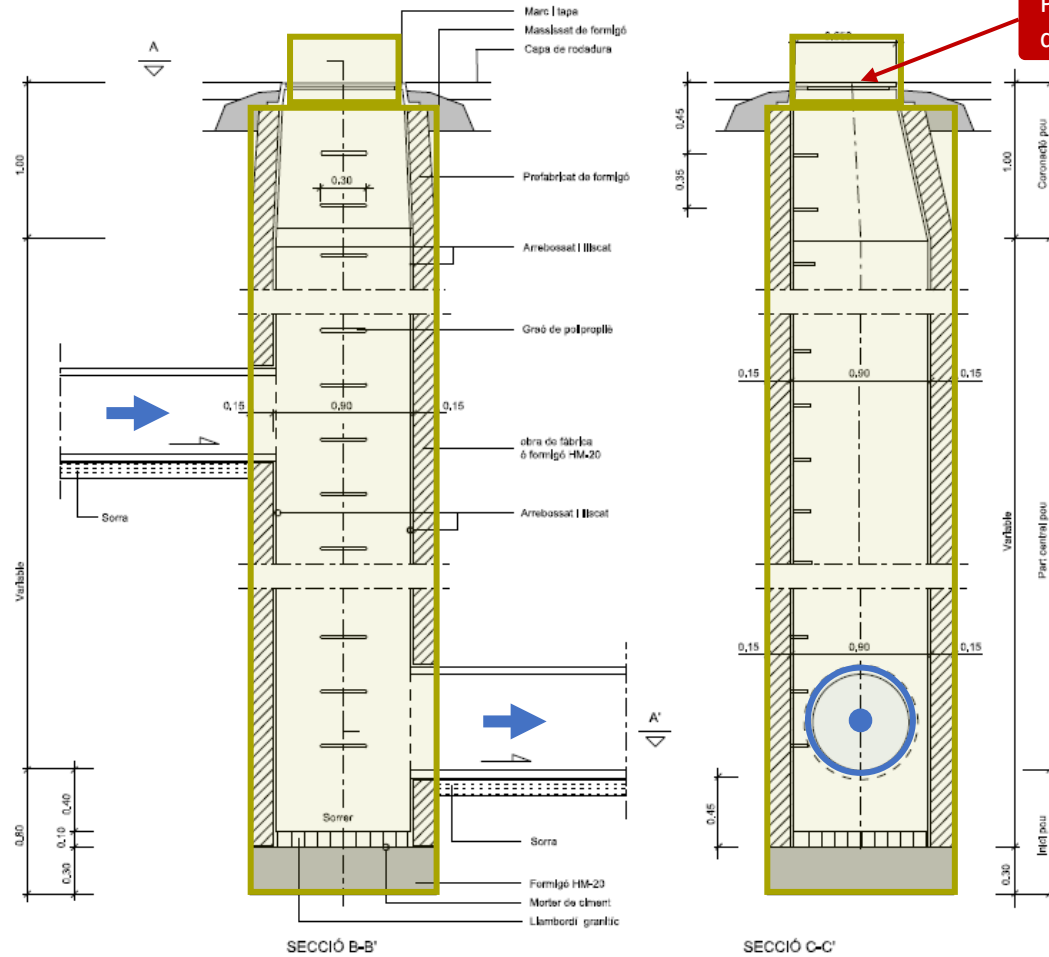 Marc i tapa
Massissat de formigó
Capa de rodadura
A
0.45
0.35
1.00
Coronació pou
1.00
0.30
Prefabricat de formigó
Arrebossat i lliscat
Graó de polipropilè
0.15
0.90
0.15
0.15
0.90
0.15
obra de fàbrica
ó formigó HM-20
Sorra
Arrebossat i lliscat
Variable
Variable
Part central pou
0.15
0.90
0.15
A'
0.80
0.40
0.10
0.30
Sorrer
Sorra
0.45
Inici pou
0.30
Formigó HM-20
Morter de ciment
Llambordí granític
SECCIÓ B-B'
SECCIÓ C-C'